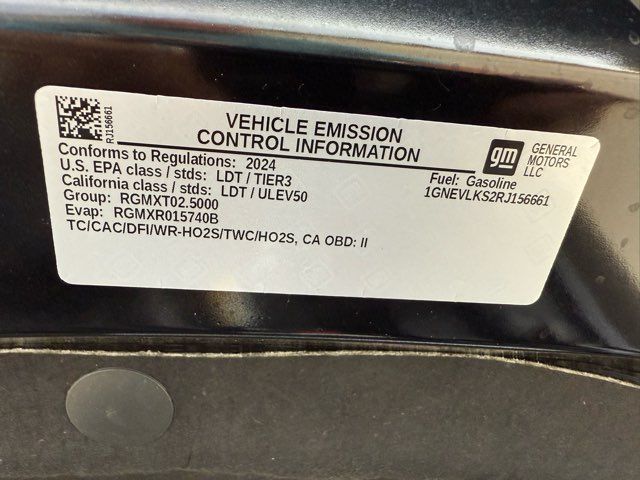 RJ156661
VEHICLE EMISSION
CONTROL INFORMATION
gm
GENERAL
MOTORS
LLC
Conforms to Regulations: 2024
U.S. EPA class / stds: LDT / TIER3
California class / stds: LDT / ULEV50
Group: RGMXT02.5000
Evap: RGMXR015740B
TC/CAC/DFI/WR-HO2S/TWC/HO2S, CA OBD: II
Fuel: Gasoline
1GNEVLKS2RJ156661